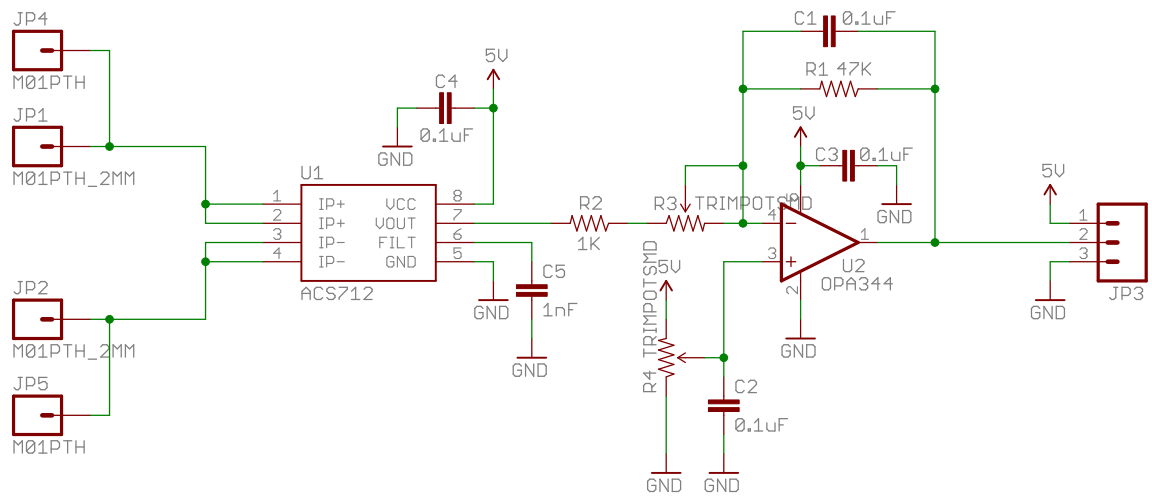 JP4
M01PTH
JP1
M01PTH_2MM
JP2
M01PTH_2MM
JP5
M01PTH
U1
1 IP+ VCC 8
2 IP+ VOUT 7
3 IP- FILT 6
4 IP- GND 5
ACS712
C4
0.1uF
GND
5V
GND
C5
1nF
GND
R2
1K
R3 TRIMPOTSMD
5V
R4 TRIMPOTSMD
GND
C2
0.1uF
GND
C1 0.1uF
R1 47K
5V
C3 0.1uF
GND
4
3
1
2
U2
OPA344
GND
5V
1
2
3
GND
JP3